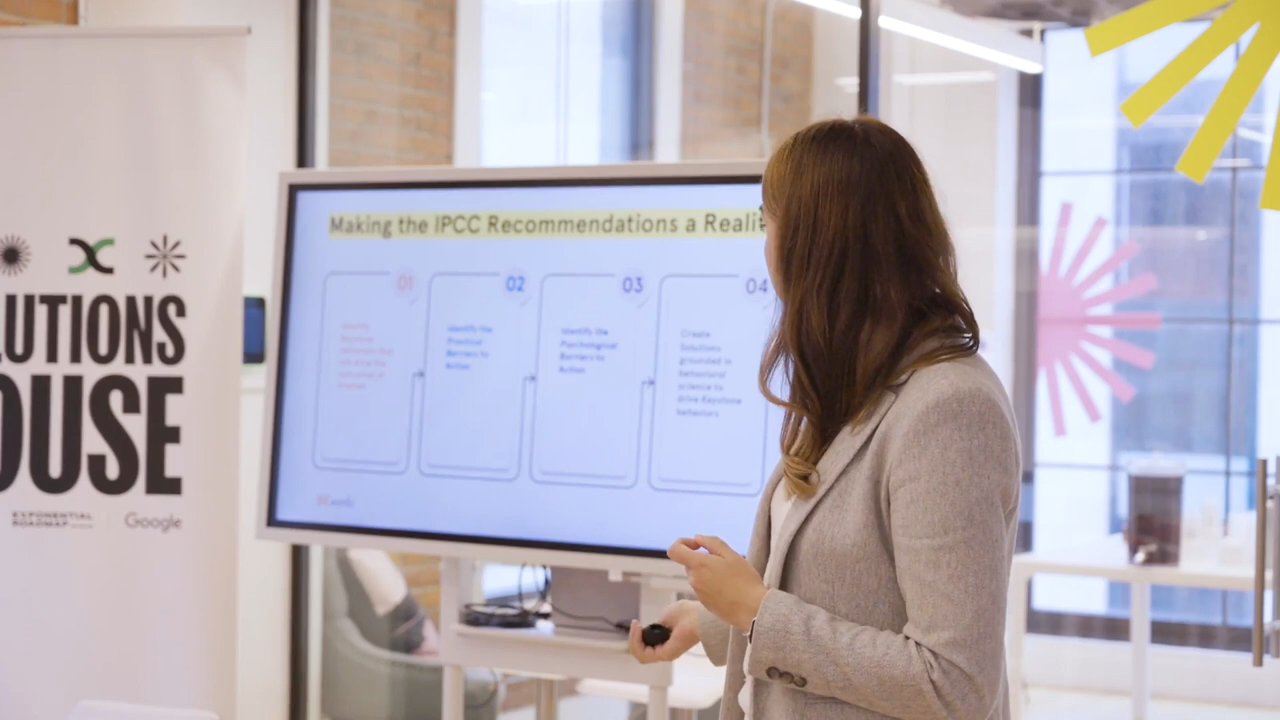 LUTIONS
OUSE
EXPONENTIAL
ROADMAP
Google
Making the IPCC Recommendations a Reali
01
02
Identify the
Practical
Barriers to
Action
03
Identify the
Psychological
Barriers to
Action
04
Create
Solutions
grounded in
behavioral
science to
drive Keystone
behaviors